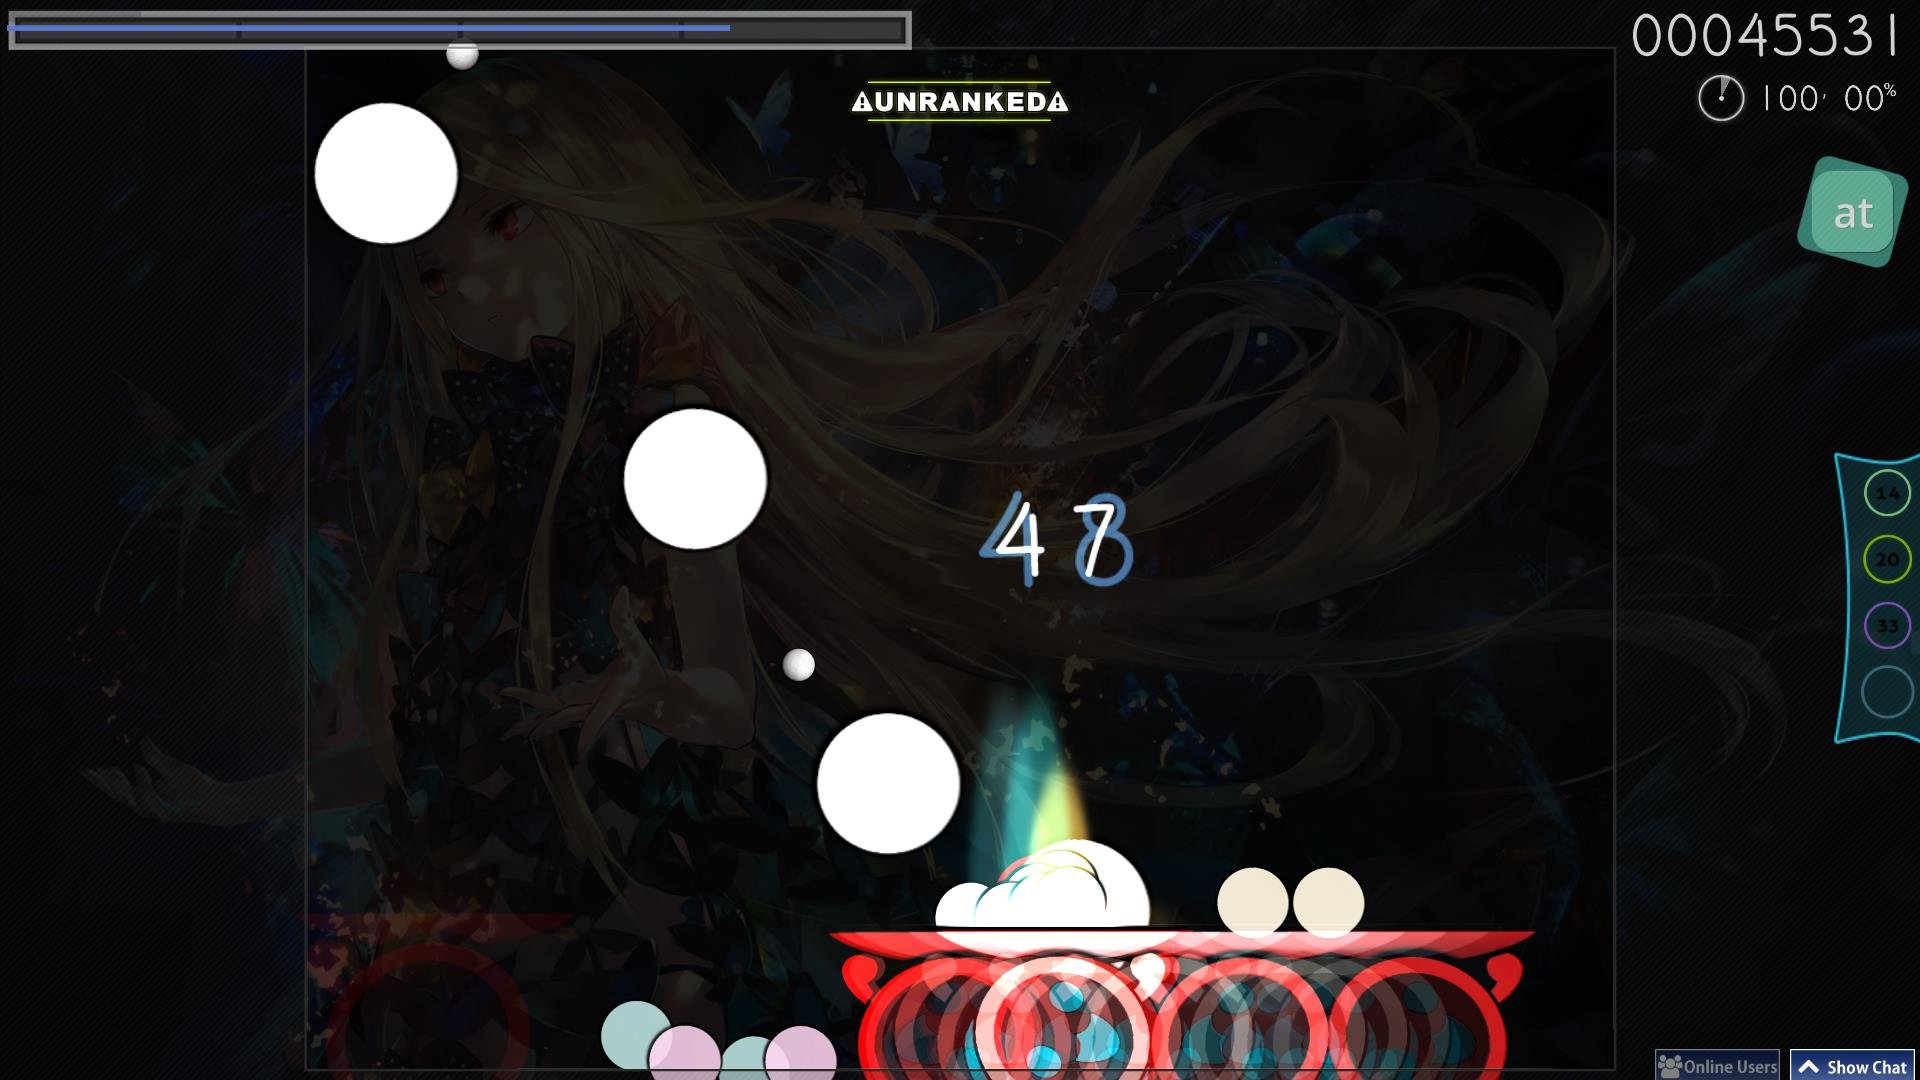 00045531
⚠UNRANKED⚠
100,00%
at
14
47
20
33
Online Users
Show Chat